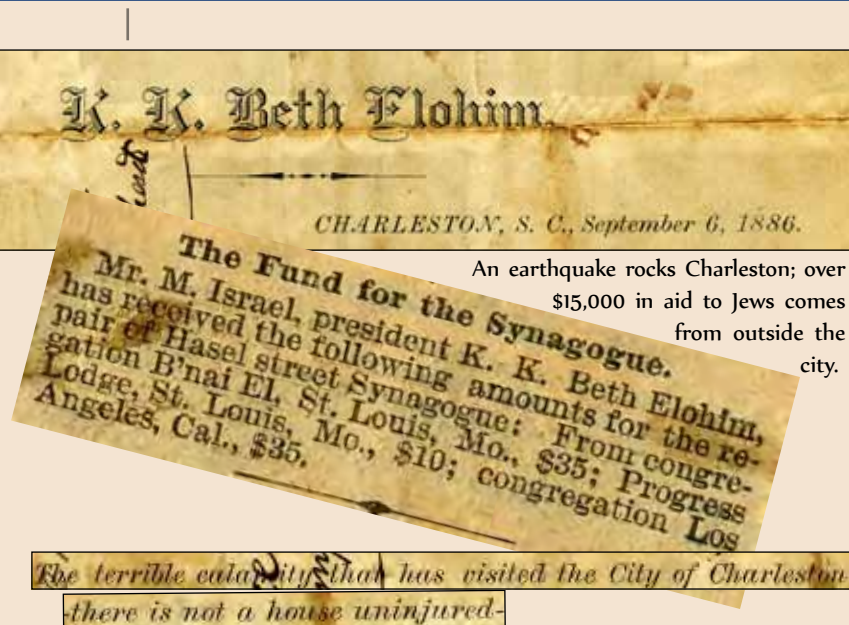 K. K. Beth Elohim.
CHARLESTON, S. C., September 6, 1886.
An earthquake rocks Charleston; over
$15,000 in aid to Jews comes
from outside the
city.
The Fund for the Synagogue.
Mr. M. Israel, president K. K. Beth Elohim,
has received the following amounts for the re-
pair of Hasel street Synagogue: From congre-
gation B'nai El, St. Louis, Mo., $35; Progress
Lodge, St. Louis, Mo., $10; congregation Los
Angeles, Cal., $35.
The terrible calamity that has visited the City of Charleston
-there is not a house uninjured-